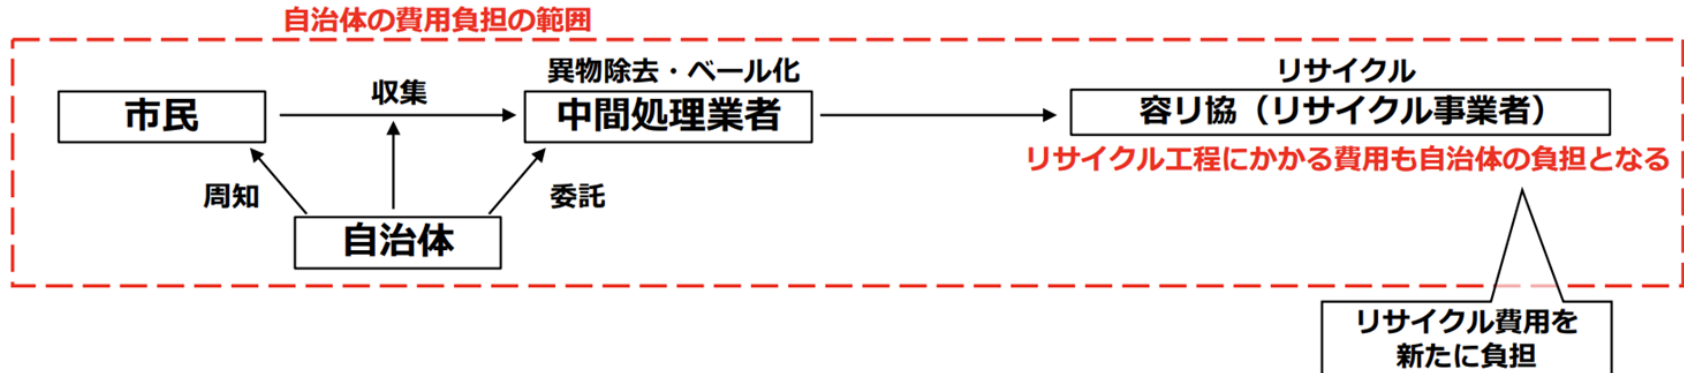 自治体の費用負担の範囲
異物除去・ベール化
リサイクル
市民
収集
中間処理業者
容リ協（リサイクル事業者）
リサイクル工程にかかる費用も自治体の負担となる
周知
委託
自治体
リサイクル費用を
新たに負担